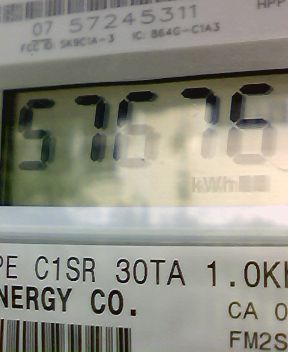 HPP
07 57245311
FCC ID: SK9C1A-3 IC: 864G-C1A3
57676
kWh
PE C1SR 30TA 1.0K
NERGY CO.
CA 0
FM2S